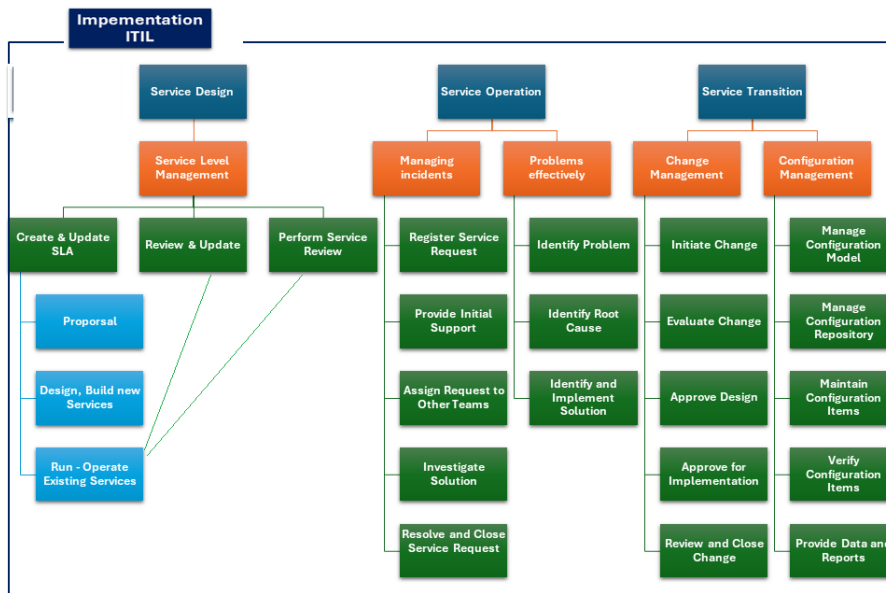 Impementation
ITIL
Service Design
Service Operation
Service Transition
Service Level
Management
Managing
incidents
Problems
effectively
Change
Management
Configuration
Management
Create & Update
SLA
Review & Update
Perform Service
Review
Register Service
Request
Identify Problem
Initiate Change
Manage
Configuration
Model
Proporsal
Provide Initial
Support
Identify Root
Cause
Evaluate Change
Manage
Configuration
Repository
Design, Build new
Services
Assign Request to
Other Teams
Identify and
Implement
Solution
Approve Design
Maintain
Configuration
Items
Run - Operate
Existing Services
Investigate
Solution
Approve for
Implementation
Verify
Configuration
Items
Resolve and Close
Service Request
Review and Close
Change
Provide Data and
Reports